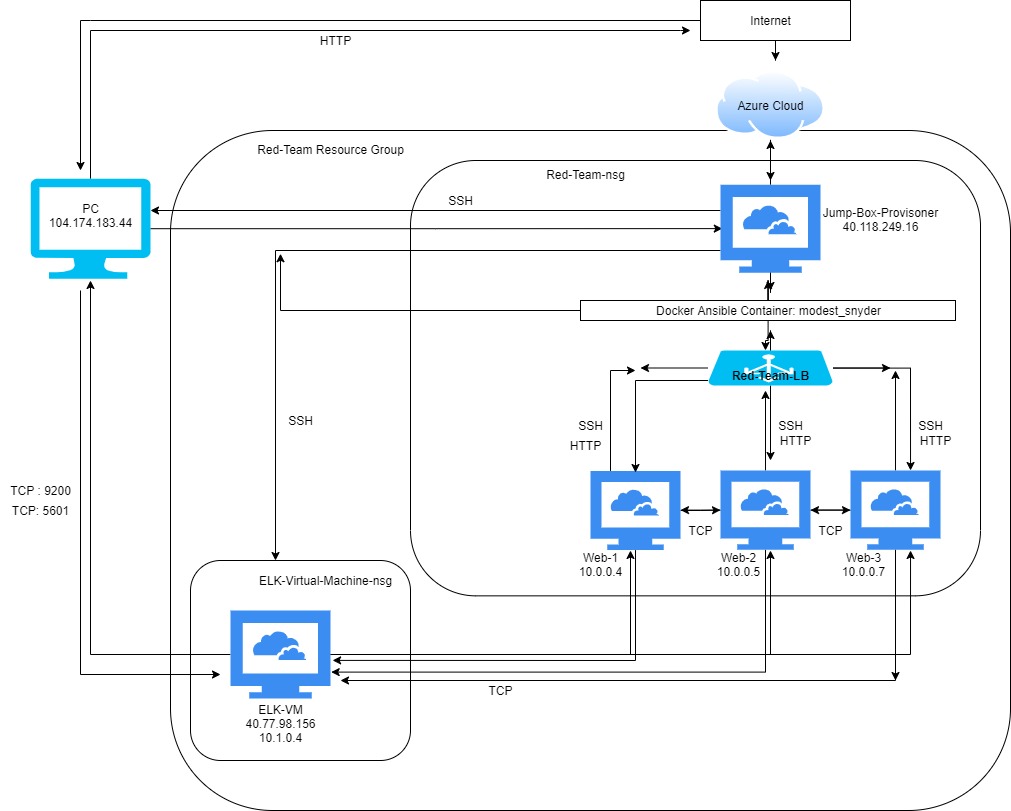 Internet
HTTP
Azure Cloud
Red-Team Resource Group
Red-Team-nsg
PC
104.174.183.44
SSH
Jump-Box-Provisoner
40.118.249.16
Docker Ansible Container: modest_snyder
Red-Team-LB
SSH
SSH
HTTP
SSH
HTTP
SSH
HTTP
TCP : 9200
TCP: 5601
TCP
TCP
Web-1
10.0.0.4
Web-2
10.0.0.5
Web-3
10.0.0.7
ELK-Virtual-Machine-nsg
TCP
ELK-VM
40.77.98.156
10.1.0.4